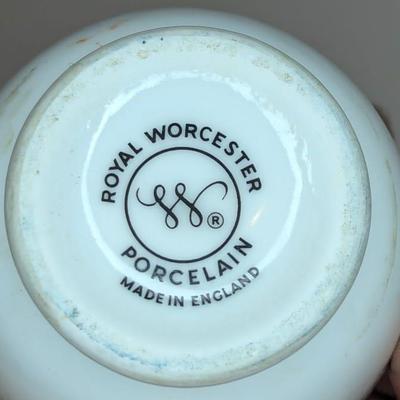 ROYAL WORCESTER
W®
PORCELAIN
MADE IN ENGLAND